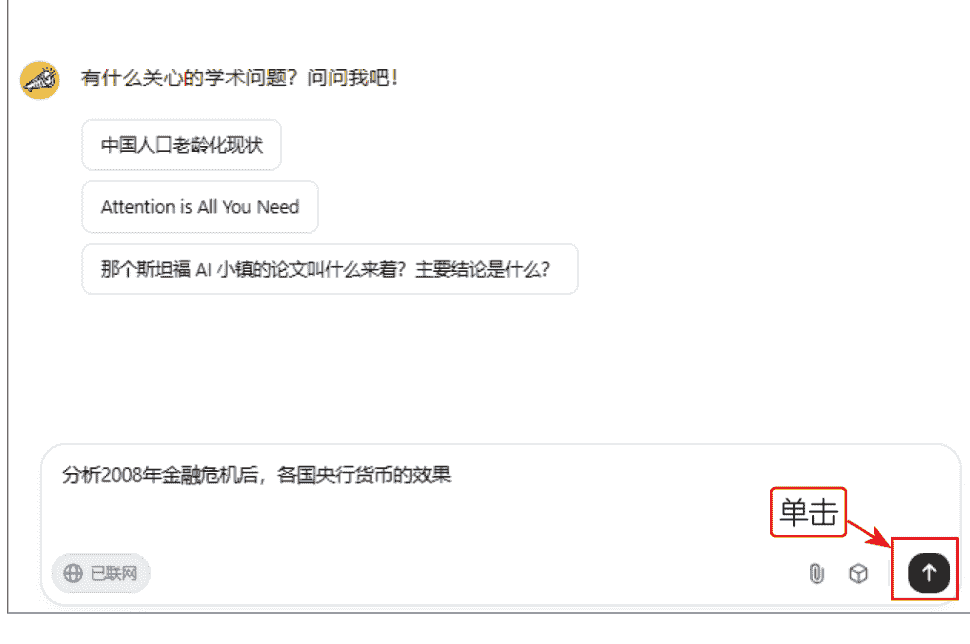 有什么关心的学术问题？问问我吧！
中国人口老龄化现状
Attention is All You Need
那个斯坦福 AI 小镇的论文叫什么来着？主要结论是什么？
分析2008年金融危机后，各国央行货币的效果
单击
已联网